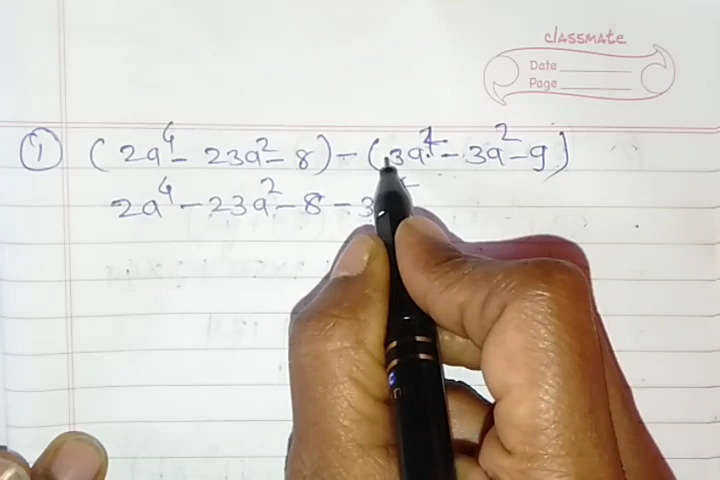 classmate
Date
Page
① (2a⁴ - 23a² - 8) - (3a⁴ - 3a² - 9)
2a⁴ - 23a² - 8 - 3